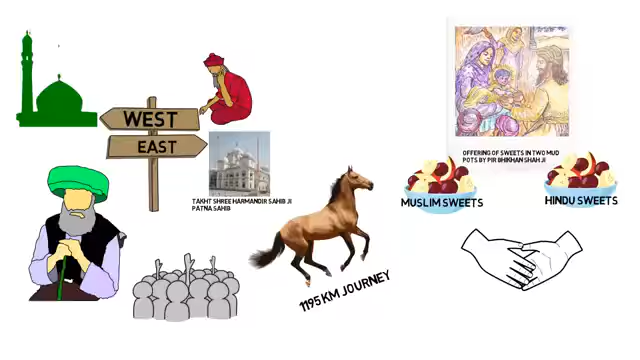 WEST
EAST
TAKHT SHREE HARMANDIR SAHIB JI
PATNA SAHIB
1195 KM JOURNEY
OFFERING OF SWEETS IN TWO MUD
POTS BY PIR BHIKHAN SHAH JI
MUSLIM SWEETS
HINDU SWEETS